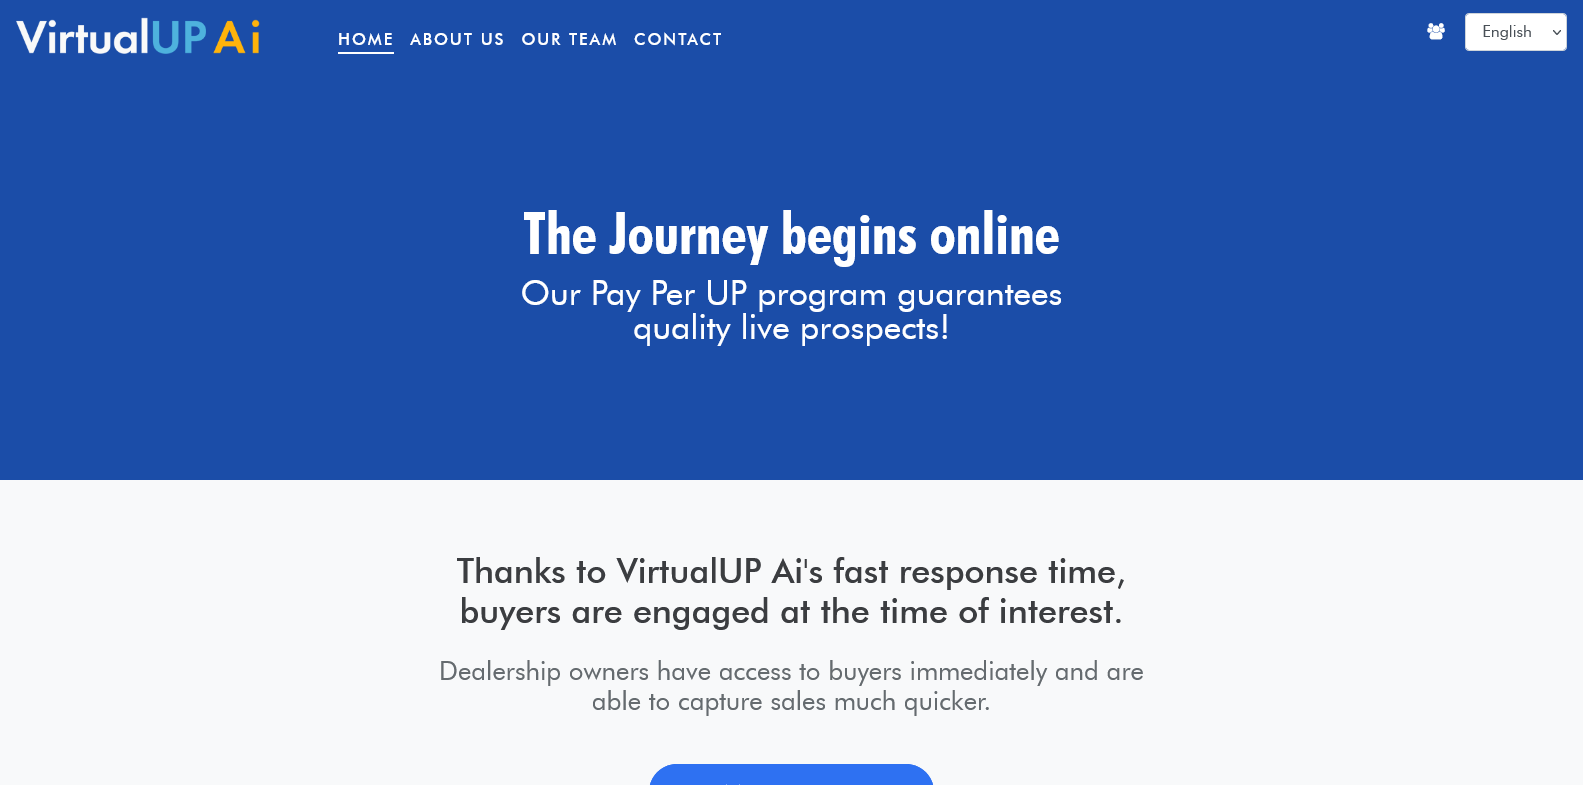 VirtualUP Ai
HOME ABOUT US OUR TEAM CONTACT
English
The Journey begins online
Our Pay Per UP program guarantees
quality live prospects!
Thanks to VirtualUP Ai's fast response time,
buyers are engaged at the time of interest.
Dealership owners have access to buyers immediately and are
able to capture sales much quicker.